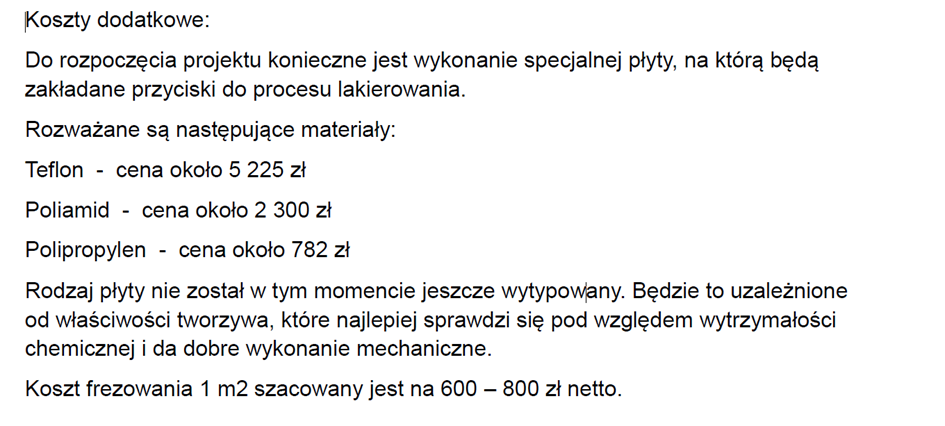 Koszty dodatkowe:
Do rozpoczęcia projektu konieczne jest wykonanie specjalnej płyty, na którą będą
zakładane przyciski do procesu lakierowania.
Rozważane są następujące materiały:
Teflon  -  cena około 5 225 zł
Poliamid  -  cena około 2 300 zł
Polipropylen  -  cena około 782 zł
Rodzaj płyty nie został w tym momencie jeszcze wytypowany. Będzie to uzależnione
od właściwości tworzywa, które najlepiej sprawdzi się pod względem wytrzymałości
chemicznej i da dobre wykonanie mechaniczne.
Koszt frezowania 1 m2 szacowany jest na 600 – 800 zł netto.